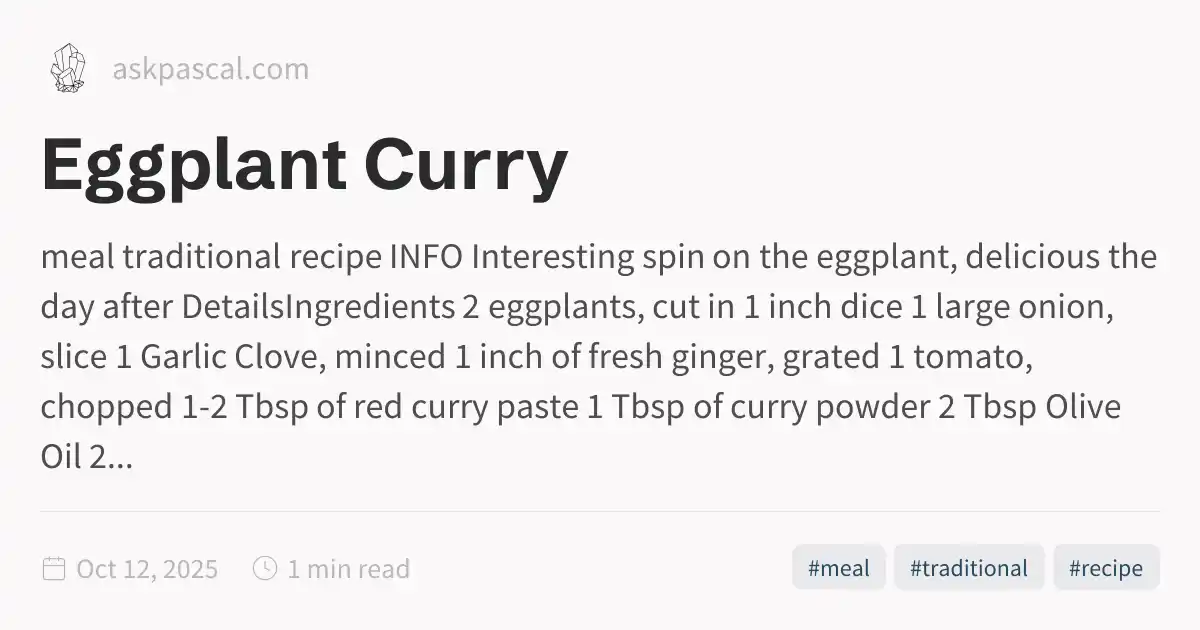 askpascal.com
Eggplant Curry
meal traditional recipe INFO Interesting spin on the eggplant, delicious the
day after DetailsIngredients 2 eggplants, cut in 1 inch dice 1 large onion,
slice 1 Garlic Clove, minced 1 inch of fresh ginger, grated 1 tomato,
chopped 1-2 Tbsp of red curry paste 1 Tbsp of curry powder 2 Tbsp Olive
Oil 2...
Oct 12, 2025 1 min read #meal #traditional #recipe